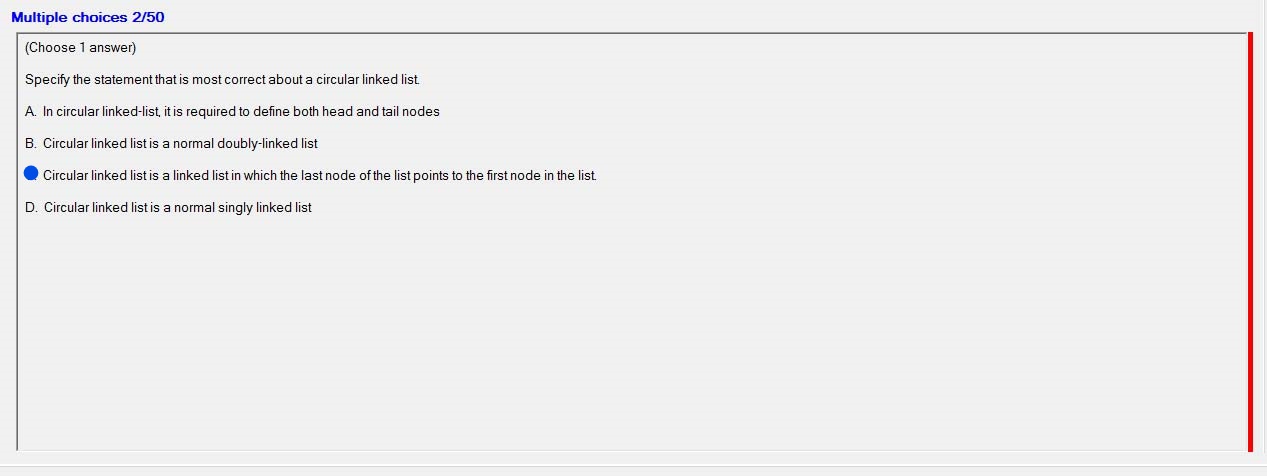 Multiple choices 2/50
(Choose 1 answer)
Specify the statement that is most correct about a circular linked list.
A. In circular linked-list, it is required to define both head and tail nodes
B. Circular linked list is a normal doubly-linked list
Circular linked list is a linked list in which the last node of the list points to the first node in the list.
D. Circular linked list is a normal singly linked list